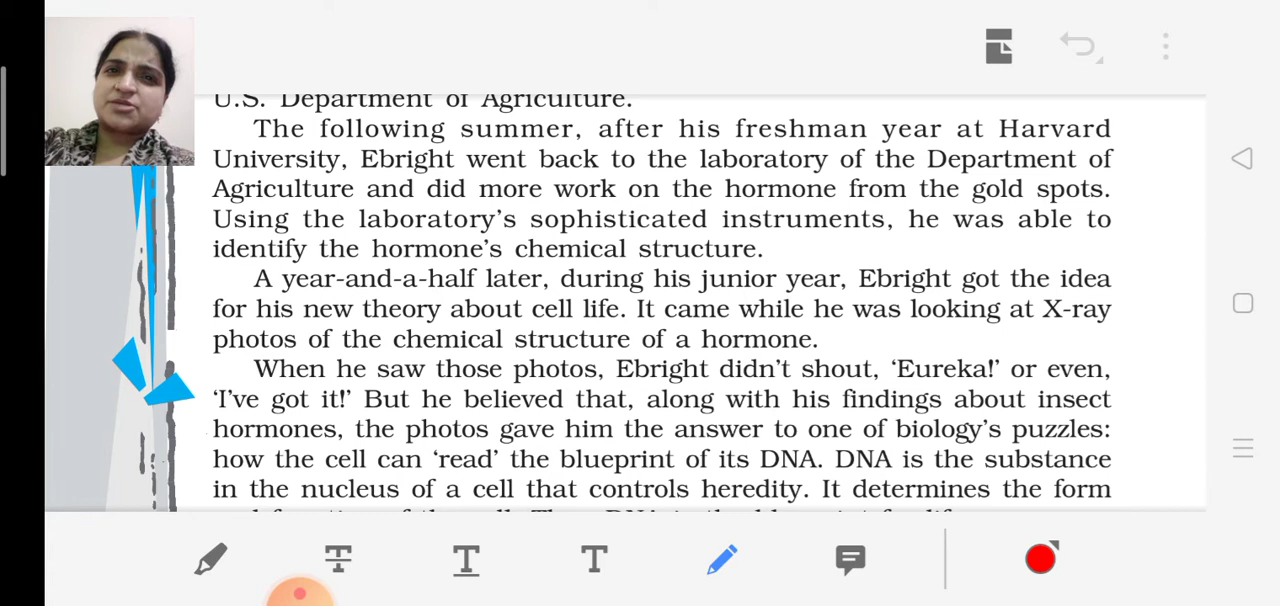 U.S. Department of Agriculture.
The following summer, after his freshman year at Harvard
University, Ebright went back to the laboratory of the Department of
Agriculture and did more work on the hormone from the gold spots.
Using the laboratory's sophisticated instruments, he was able to
identify the hormone's chemical structure.
A year-and-a-half later, during his junior year, Ebright got the idea
for his new theory about cell life. It came while he was looking at X-ray
photos of the chemical structure of a hormone.
When he saw those photos, Ebright didn't shout, ‘Eureka!’ or even,
‘I've got it!’ But he believed that, along with his findings about insect
hormones, the photos gave him the answer to one of biology's puzzles:
how the cell can ‘read’ the blueprint of its DNA. DNA is the substance
in the nucleus of a cell that controls heredity. It determines the form
T
T
T